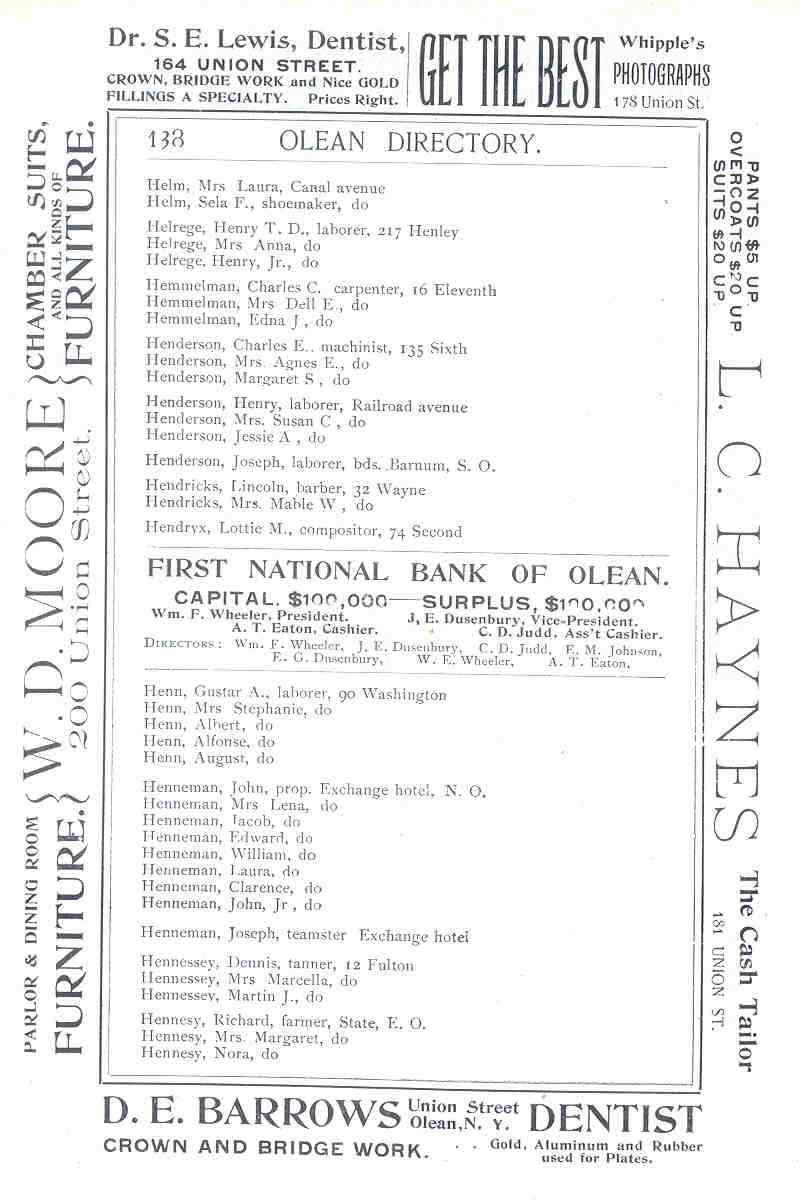 Dr. S. E. Lewis, Dentist,
164 UNION STREET.
CROWN, BRIDGE WORK and Nice GOLD
FILLINGS A SPECIALTY. Prices Right.
GET THE BEST
Whipple's
PHOTOGRAPHS
178 Union St.
CHAMBER SUITS,
AND ALL KINDS OF
FURNITURE.
W. D. MOORE
200 Union Street.
PARLOR & DINING ROOM
FURNITURE.
138 OLEAN DIRECTORY.
Helm, Mrs Laura, Canal avenue
Helm, Sela F., shoemaker, do
Helrege, Henry T. D., laborer, 217 Henley
Helrege, Mrs Anna, do
Helrege, Henry, Jr., do
Hemmelman, Charles C. carpenter, 16 Eleventh
Hemmelman, Mrs Dell E., do
Hemmelman, Edna J , do
Henderson, Charles E.. machinist, 135 Sixth
Henderson, Mrs. Agnes E., do
Henderson, Margaret S , do
Henderson, Henry, laborer, Railroad avenue
Henderson, Mrs. Susan C , do
Henderson, Jessie A , do
Henderson, Joseph, laborer, bds. Barnum, S. O.
Hendricks, Lincoln, barber, 32 Wayne
Hendricks, Mrs. Mable W , do
Hendryx, Lottie M., compositor, 74 Second
FIRST NATIONAL BANK OF OLEAN.
CAPITAL, $100,000—SURPLUS, $100,000
Wm. F. Wheeler, President. J. E. Dusenbury, Vice-President.
A. T. Eaton, Cashier. C. D. Judd, Ass't Cashier.
DIRECTORS: Wm. F. Wheeler, J. E. Dusenbury, C. D. Judd, E. M. Johnson,
E. G. Dusenbury, W. E. Wheeler, A. T. Eaton.
Henn, Gustar A., laborer, 90 Washington
Henn, Mrs Stephanie, do
Henn, Albert, do
Henn, Alfonse, do
Henn, August, do
Henneman, John, prop. Exchange hotel, N. O.
Henneman, Mrs Lena, do
Henneman, Jacob, do
Henneman, Edward, do
Henneman, William, do
Henneman, Laura, do
Henneman, Clarence, do
Henneman, John, Jr , do
Henneman, Joseph, teamster Exchange hotel
Hennessey, Dennis, tanner, 12 Fulton
Hennessey, Mrs Marcella, do
Hennessey, Martin J., do
Hennesy, Richard, farmer, State, E. O.
Hennesy, Mrs. Margaret, do
Hennesy, Nora, do
PANTS $5 UP
OVERCOATS $20 UP
SUITS $20 UP
L. C. HAYNES
The Cash Tailor
181 UNION ST.
D. E. BARROWS Union Street
Olean, N. Y. DENTIST
CROWN AND BRIDGE WORK. . . Gold, Aluminum and Rubber
used for Plates.